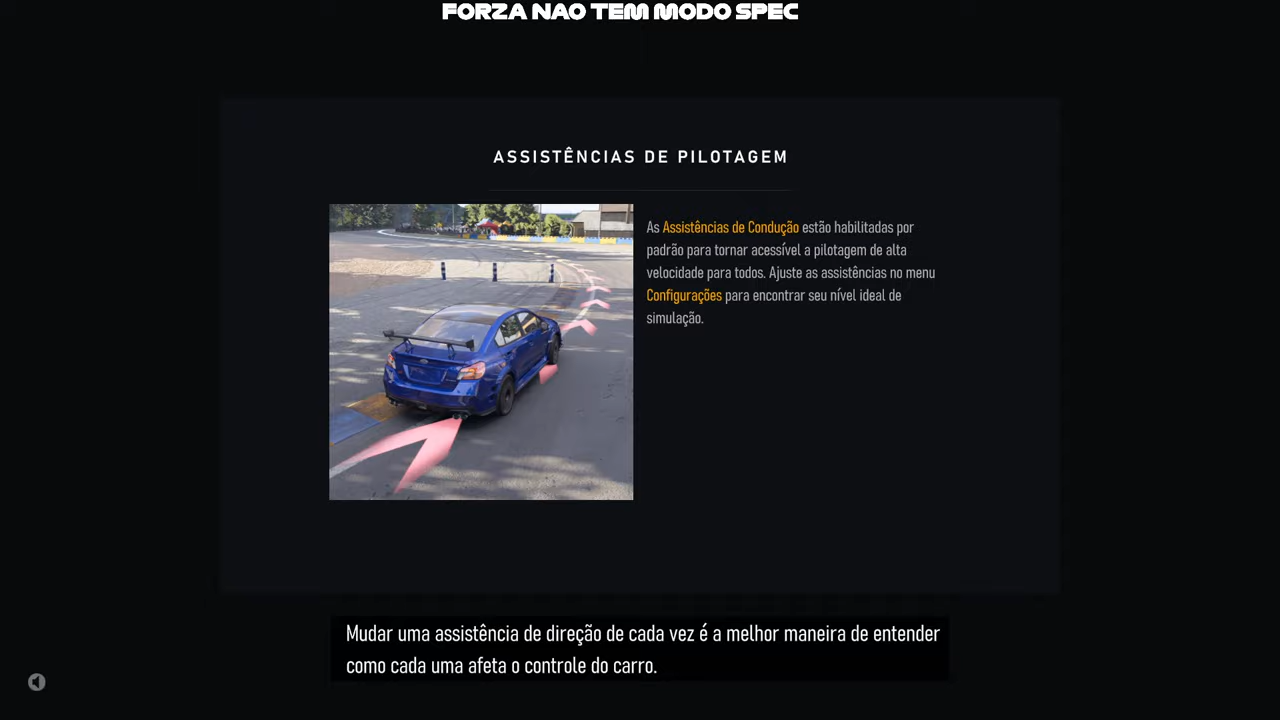 FORZA NAO TEM MODO SPEC
ASSISTÊNCIAS DE PILOTAGEM
As Assistências de Condução estão habilitadas por
padrão para tornar acessível a pilotagem de alta
velocidade para todos. Ajuste as assistências no menu
Configurações para encontrar seu nível ideal de
simulação.
Mudar uma assistência de direção de cada vez é a melhor maneira de entender
como cada uma afeta o controle do carro.